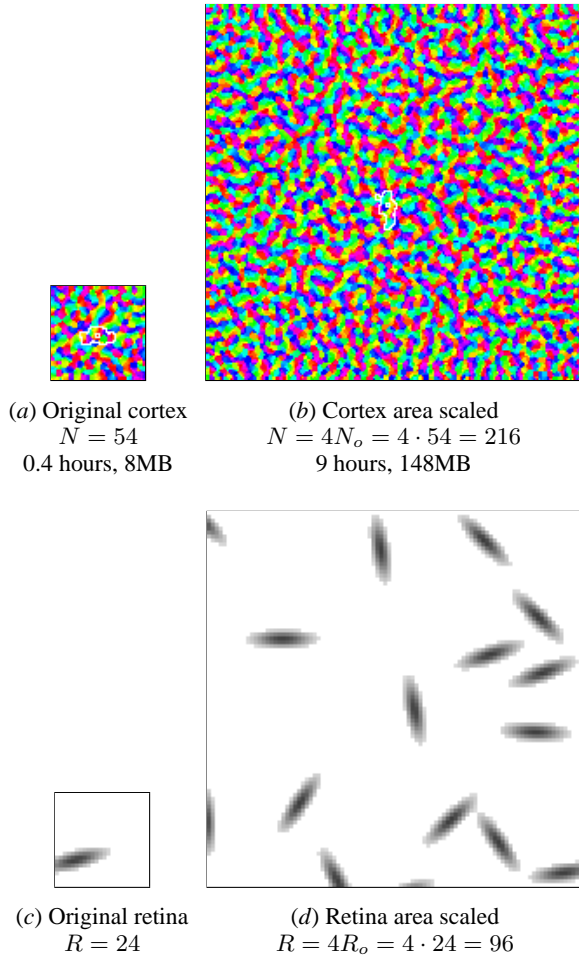 (a) Original cortex
N = 54
0.4 hours, 8MB
(b) Cortex area scaled
N = 4N_o = 4 · 54 = 216
9 hours, 148MB
(c) Original retina
R = 24
(d) Retina area scaled
R = 4R_o = 4 · 24 = 96